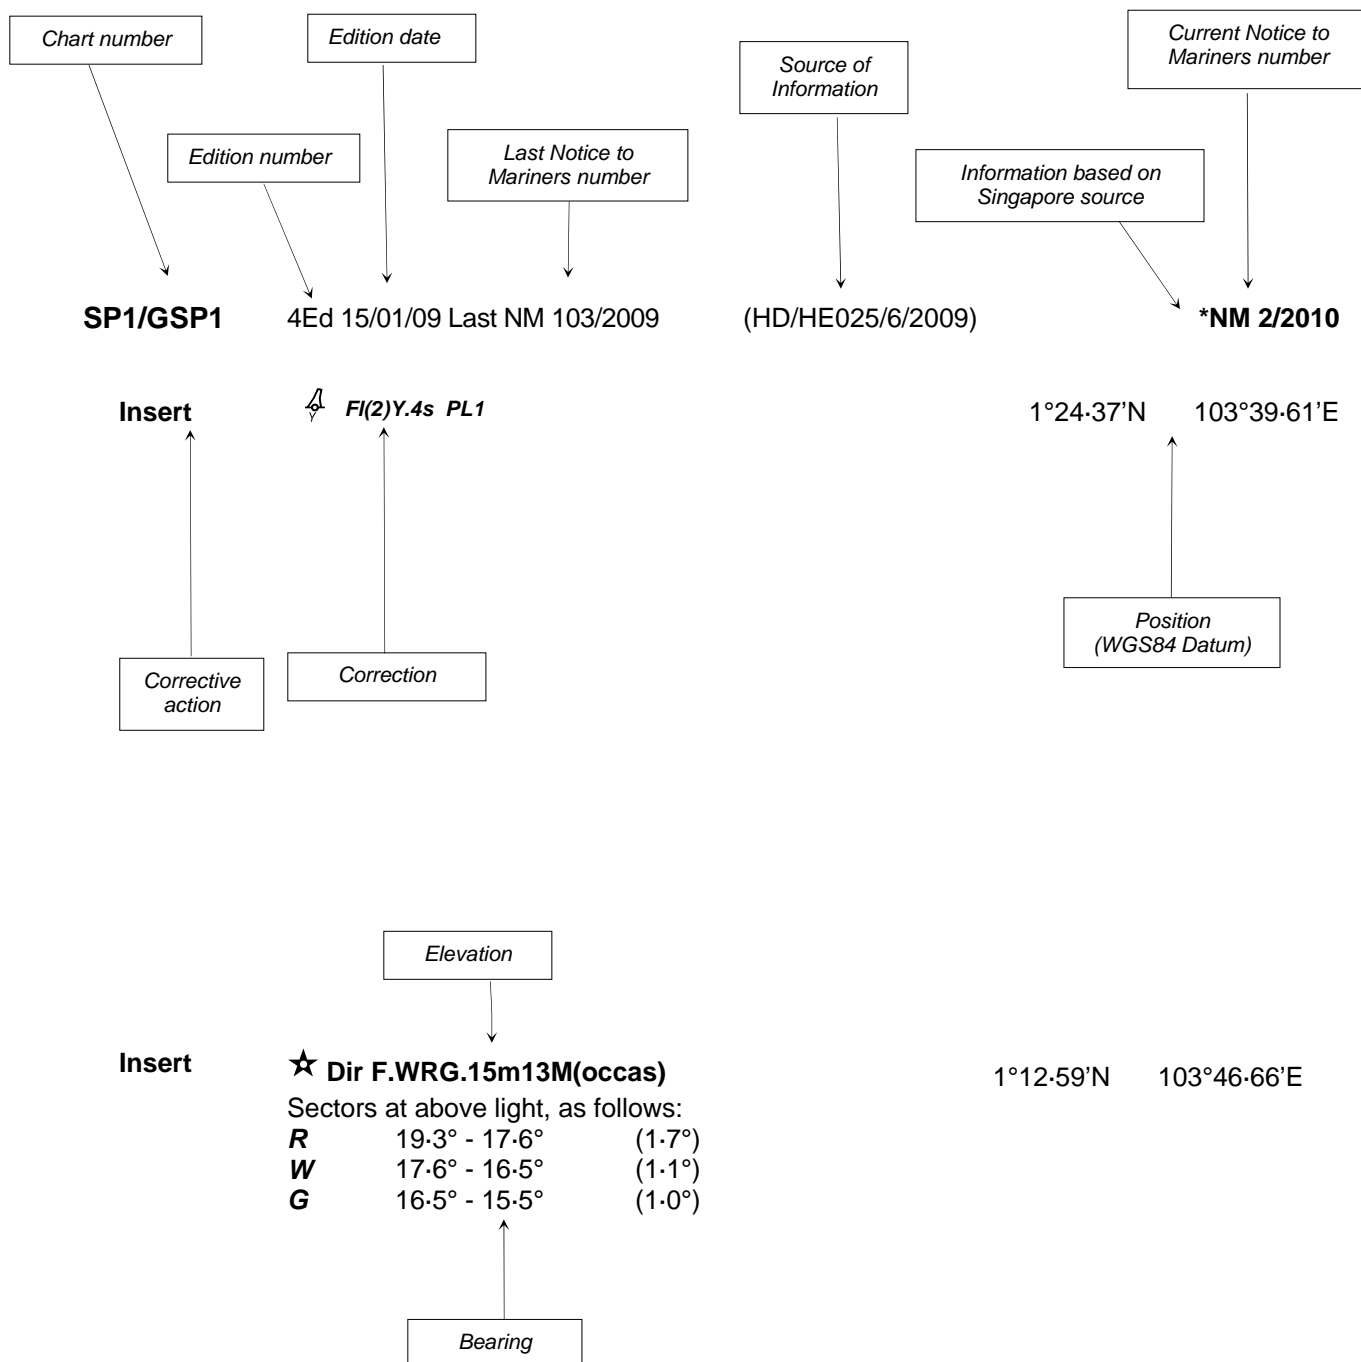 Chart number
Edition date
Current Notice to
Mariners number
Source of
Information
Edition number
Last Notice to
Mariners number
Information based on
Singapore source
SP1/GSP1 4Ed 15/01/09 Last NM 103/2009 (HD/HE025/6/2009) *NM 2/2010
Insert Fl(2)Y.4s PL1 1°24·37’N 103°39·61’E
Position
(WGS84 Datum)
Corrective
action
Correction
Elevation
Insert Dir F.WRG.15m13M(occas) 1°12·59’N 103°46·66’E
Sectors at above light, as follows:
R 19·3° - 17·6° (1·7°)
W 17·6° - 16·5° (1·1°)
G 16·5° - 15·5° (1·0°)
Bearing